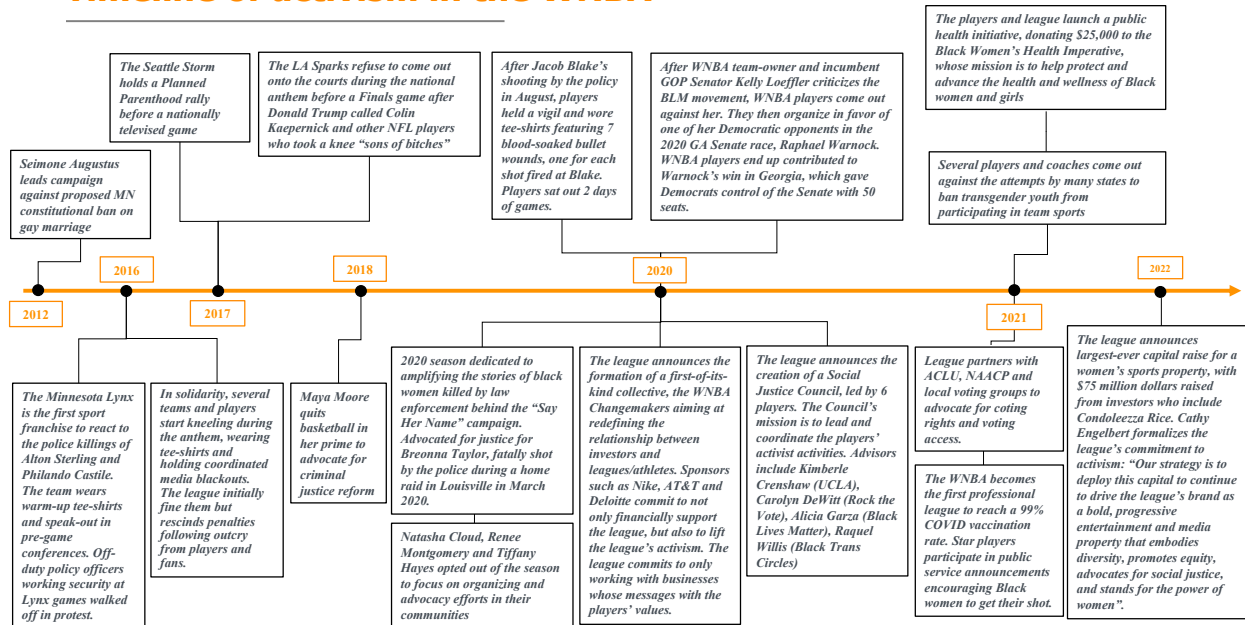 Timeline of activism in the WNBA
The Seattle Storm
holds a Planned
Parenthood rally
before a nationally
televised game
The LA Sparks refuse to come out
onto the courts during the national
anthem before a Finals game after
Donald Trump called Colin
Kaepernick and other NFL players
who took a knee “sons of bitches”
After Jacob Blake’s
shooting by the policy
in August, players
held a vigil and wore
tee-shirts featuring 7
blood-soaked bullet
wounds, one for each
shot fired at Blake.
Players sat out 2 days
of games.
After WNBA team-owner and incumbent
GOP Senator Kelly Loeffler criticizes the
BLM movement, WNBA players come out
against her. They then organize in favor of
one of her Democratic opponents in the
2020 GA Senate race, Raphael Warnock.
WNBA players end up contributed to
Warnock’s win in Georgia, which gave
Democrats control of the Senate with 50
seats.
The players and league launch a public
health initiative, donating $25,000 to the
Black Women’s Health Imperative,
whose mission is to help protect and
advance the health and wellness of Black
women and girls
Seimone Augustus
leads campaign
against proposed MN
constitutional ban on
gay marriage
Several players and coaches come out
against the attempts by many states to
ban transgender youth from
participating in team sports
2016
2018
2020
2022
2012
2017
2021
The Minnesota Lynx
is the first sport
franchise to react to
the police killings of
Alton Sterling and
Philando Castile.
The team wears
warm-up tee-shirts
and speak-out in
pre-game
conferences. Off-
duty policy officers
working security at
Lynx games walked
off in protest.
In solidarity, several
teams and players
start kneeling during
the anthem, wearing
tee-shirts and
holding coordinated
media blackouts.
The league initially
fine them but
rescinds penalties
following outcry
from players and
fans.
Maya Moore
quits
basketball in
her prime to
advocate for
criminal
justice reform
2020 season dedicated to
amplifying the stories of black
women killed by law
enforcement behind the “Say
Her Name” campaign.
Advocated for justice for
Breonna Taylor, fatally shot
by the police during a home
raid in Louisville in March
2020.
Natasha Cloud, Renee
Montgomery and Tiffany
Hayes opted out of the season
to focus on organizing and
advocacy efforts in their
communities
The league announces the
formation of a first-of-its-
kind collective, the WNBA
Changemakers aiming at
redefining the
relationship between
investors and
leagues/athletes. Sponsors
such as Nike, AT&T and
Deloitte commit to not
only financially support
the league, but also to lift
the league’s activism. The
league commits to only
working with businesses
whose messages with the
players’ values.
The league announces the
creation of a Social
Justice Council, led by 6
players. The Council’s
mission is to lead and
coordinate the players’
activist activities. Advisors
include Kimberle
Crenshaw (UCLA),
Carolyn DeWitt (Rock the
Vote), Alicia Garza (Black
Lives Matter), Raquel
Willis (Black Trans
Circles)
League partners with
ACLU, NAACP and
local voting groups to
advocate for coting
rights and voting
access.
The WNBA becomes
the first professional
league to reach a 99%
COVID vaccination
rate. Star players
participate in public
service announcements
encouraging Black
women to get their shot.
The league announces
largest-ever capital raise for a
women’s sports property, with
$75 million dollars raised
from investors who include
Condoleezza Rice. Cathy
Engelbert formalizes the
league’s commitment to
activism: “Our strategy is to
deploy this capital to continue
to drive the league’s brand as
a bold, progressive
entertainment and media
property that embodies
diversity, promotes equity,
advocates for social justice,
and stands for the power of
women”.